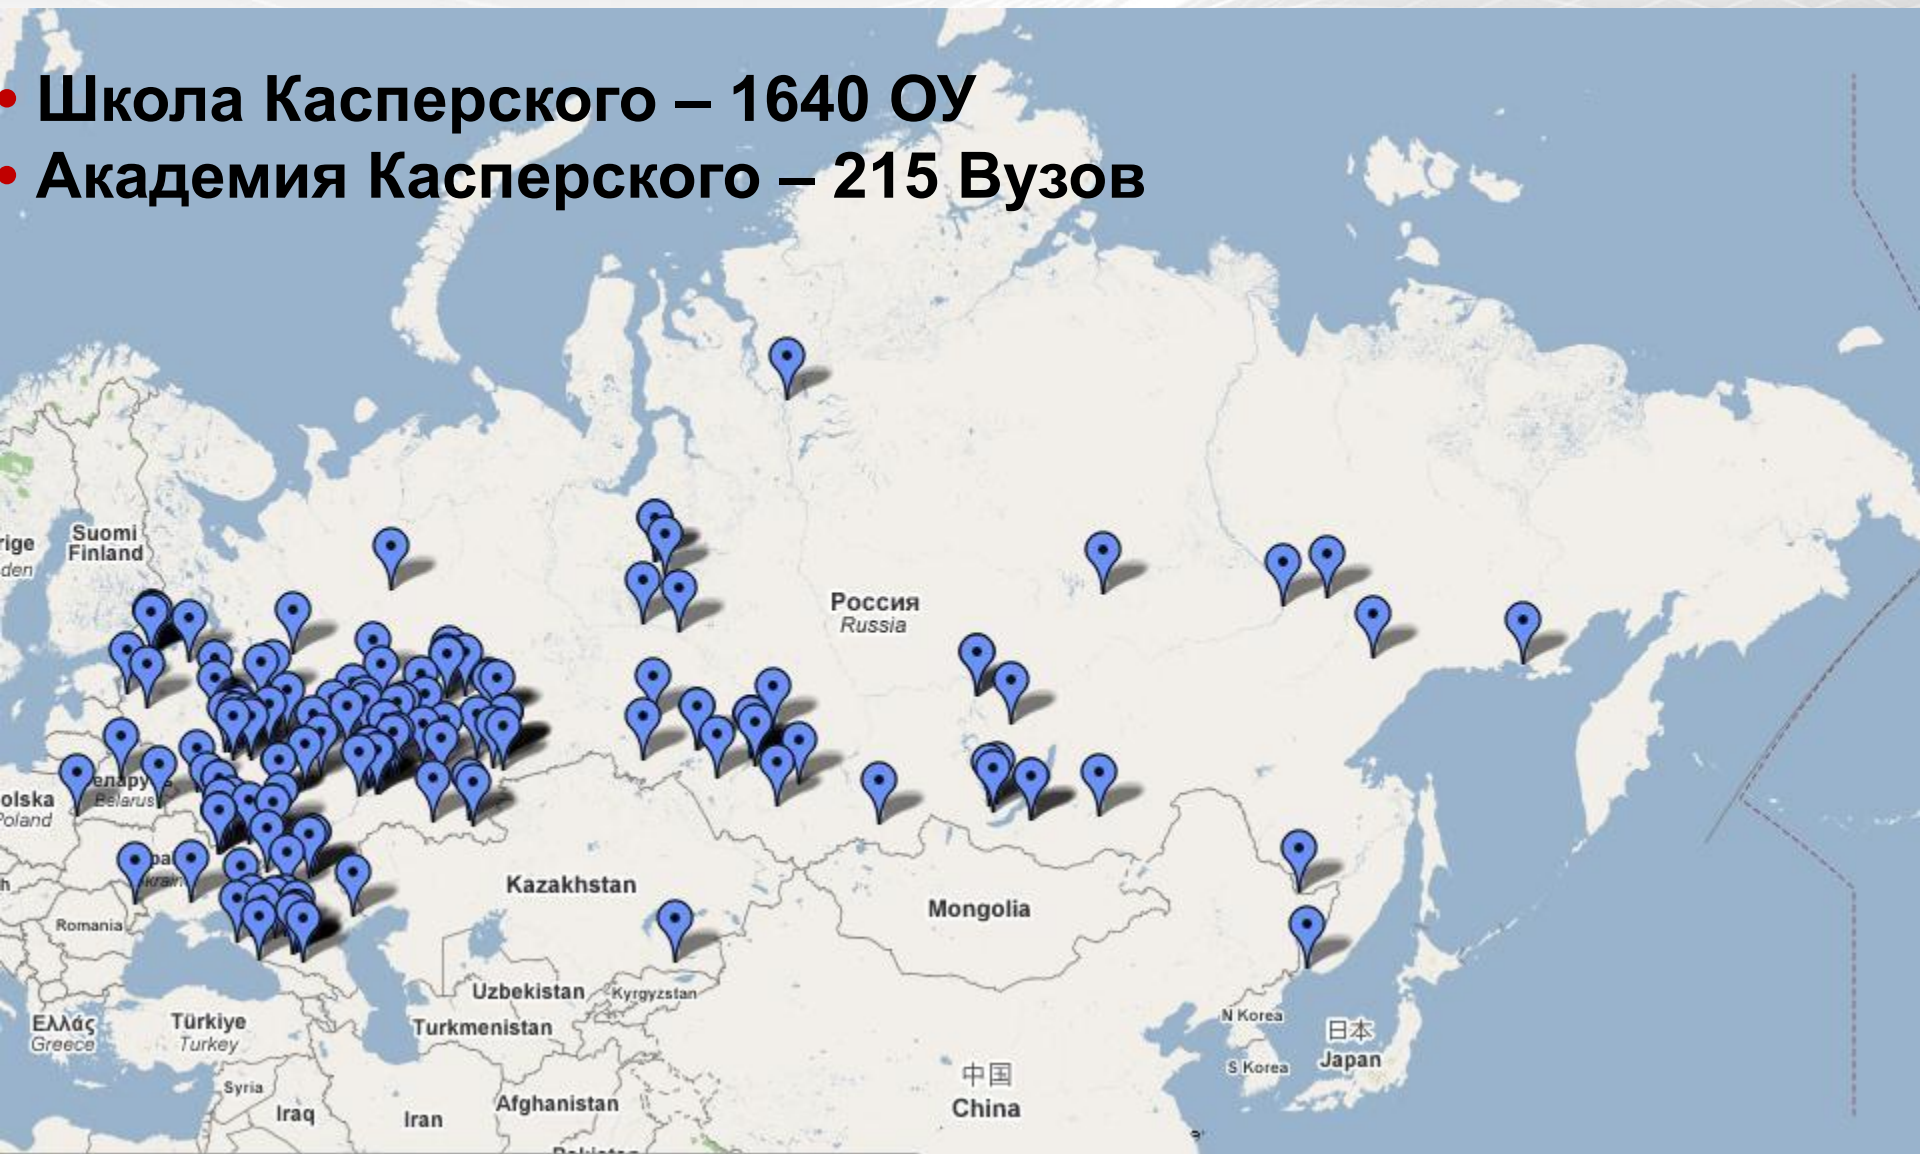 • Школа Касперского – 1640 ОУ
• Академия Касперского – 215 Вузов
Suomi
Finland
Россия
Russia
Belarus
Poland
Kazakhstan
Mongolia
Romania
Uzbekistan
Kyrgyzstan
Ελλάς
Greece
Türkiye
Turkey
Turkmenistan
N Korea
日本
Japan
S Korea
Syria
Iraq
Iran
Afghanistan
中国
China